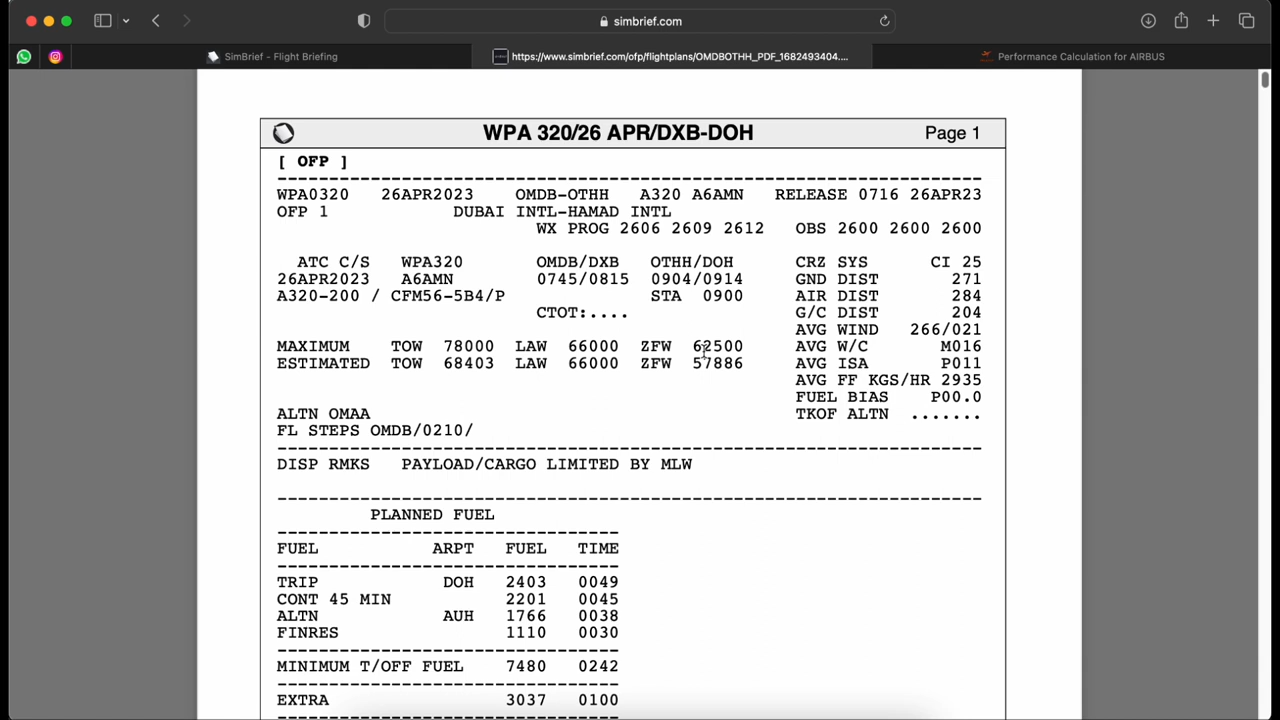 simbrief.com
SimBrief - Flight Briefing
https://www.simbrief.com/ofp/flightplans/OMDBOTHH_PDF_1682493404....
Performance Calculation for AIRBUS
WPA 320/26 APR/DXB-DOH Page 1
[ OFP ]
WPA0320 26APR2023 OMDB-OTHH A320 A6AMN RELEASE 0716 26APR23
OFP 1 DUBAI INTL-HAMAD INTL
WX PROG 2606 2609 2612 OBS 2600 2600 2600
ATC C/S WPA320 OMDB/DXB OTHH/DOH CRZ SYS CI 25
26APR2023 A6AMN 0745/0815 0904/0914 GND DIST 271
A320-200 / CFM56-5B4/P STA 0900 AIR DIST 284
CTOT:.... G/C DIST 204
AVG WIND 266/021
MAXIMUM TOW 78000 LAW 66000 ZFW 62500 AVG W/C M016
ESTIMATED TOW 68403 LAW 66000 ZFW 57886 AVG ISA P011
AVG FF KGS/HR 2935
FUEL BIAS P00.0
ALTN OMAA TKOF ALTN .......
FL STEPS OMDB/0210/
DISP RMKS PAYLOAD/CARGO LIMITED BY MLW
PLANNED FUEL
FUEL ARPT FUEL TIME
TRIP DOH 2403 0049
CONT 45 MIN 2201 0045
ALTN AUH 1766 0038
FINRES 1110 0030
MINIMUM T/OFF FUEL 7480 0242
EXTRA 3037 0100